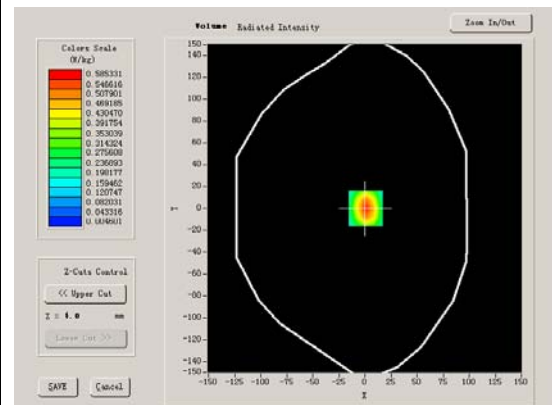 Volume Radiated Intensity
Zoom In/Out
Colors Scale
(W/kg)
0.585331
0.546616
0.507901
0.469185
0.430470
0.391754
0.353039
0.314324
0.275608
0.236893
0.198177
0.159462
0.120747
0.082031
0.043316
0.004601
Z-Cuts Control
<< Upper Cut
Z = 4.0 mm
Lower Cut >>
SAVE
Cancel
150
140
120
100
80
60
40
20
0
-20
-40
-60
-80
-100
-120
-140
-150
Y
-150 -125 -100 -75 -50 -25 0 25 50 75 100 125 150
X